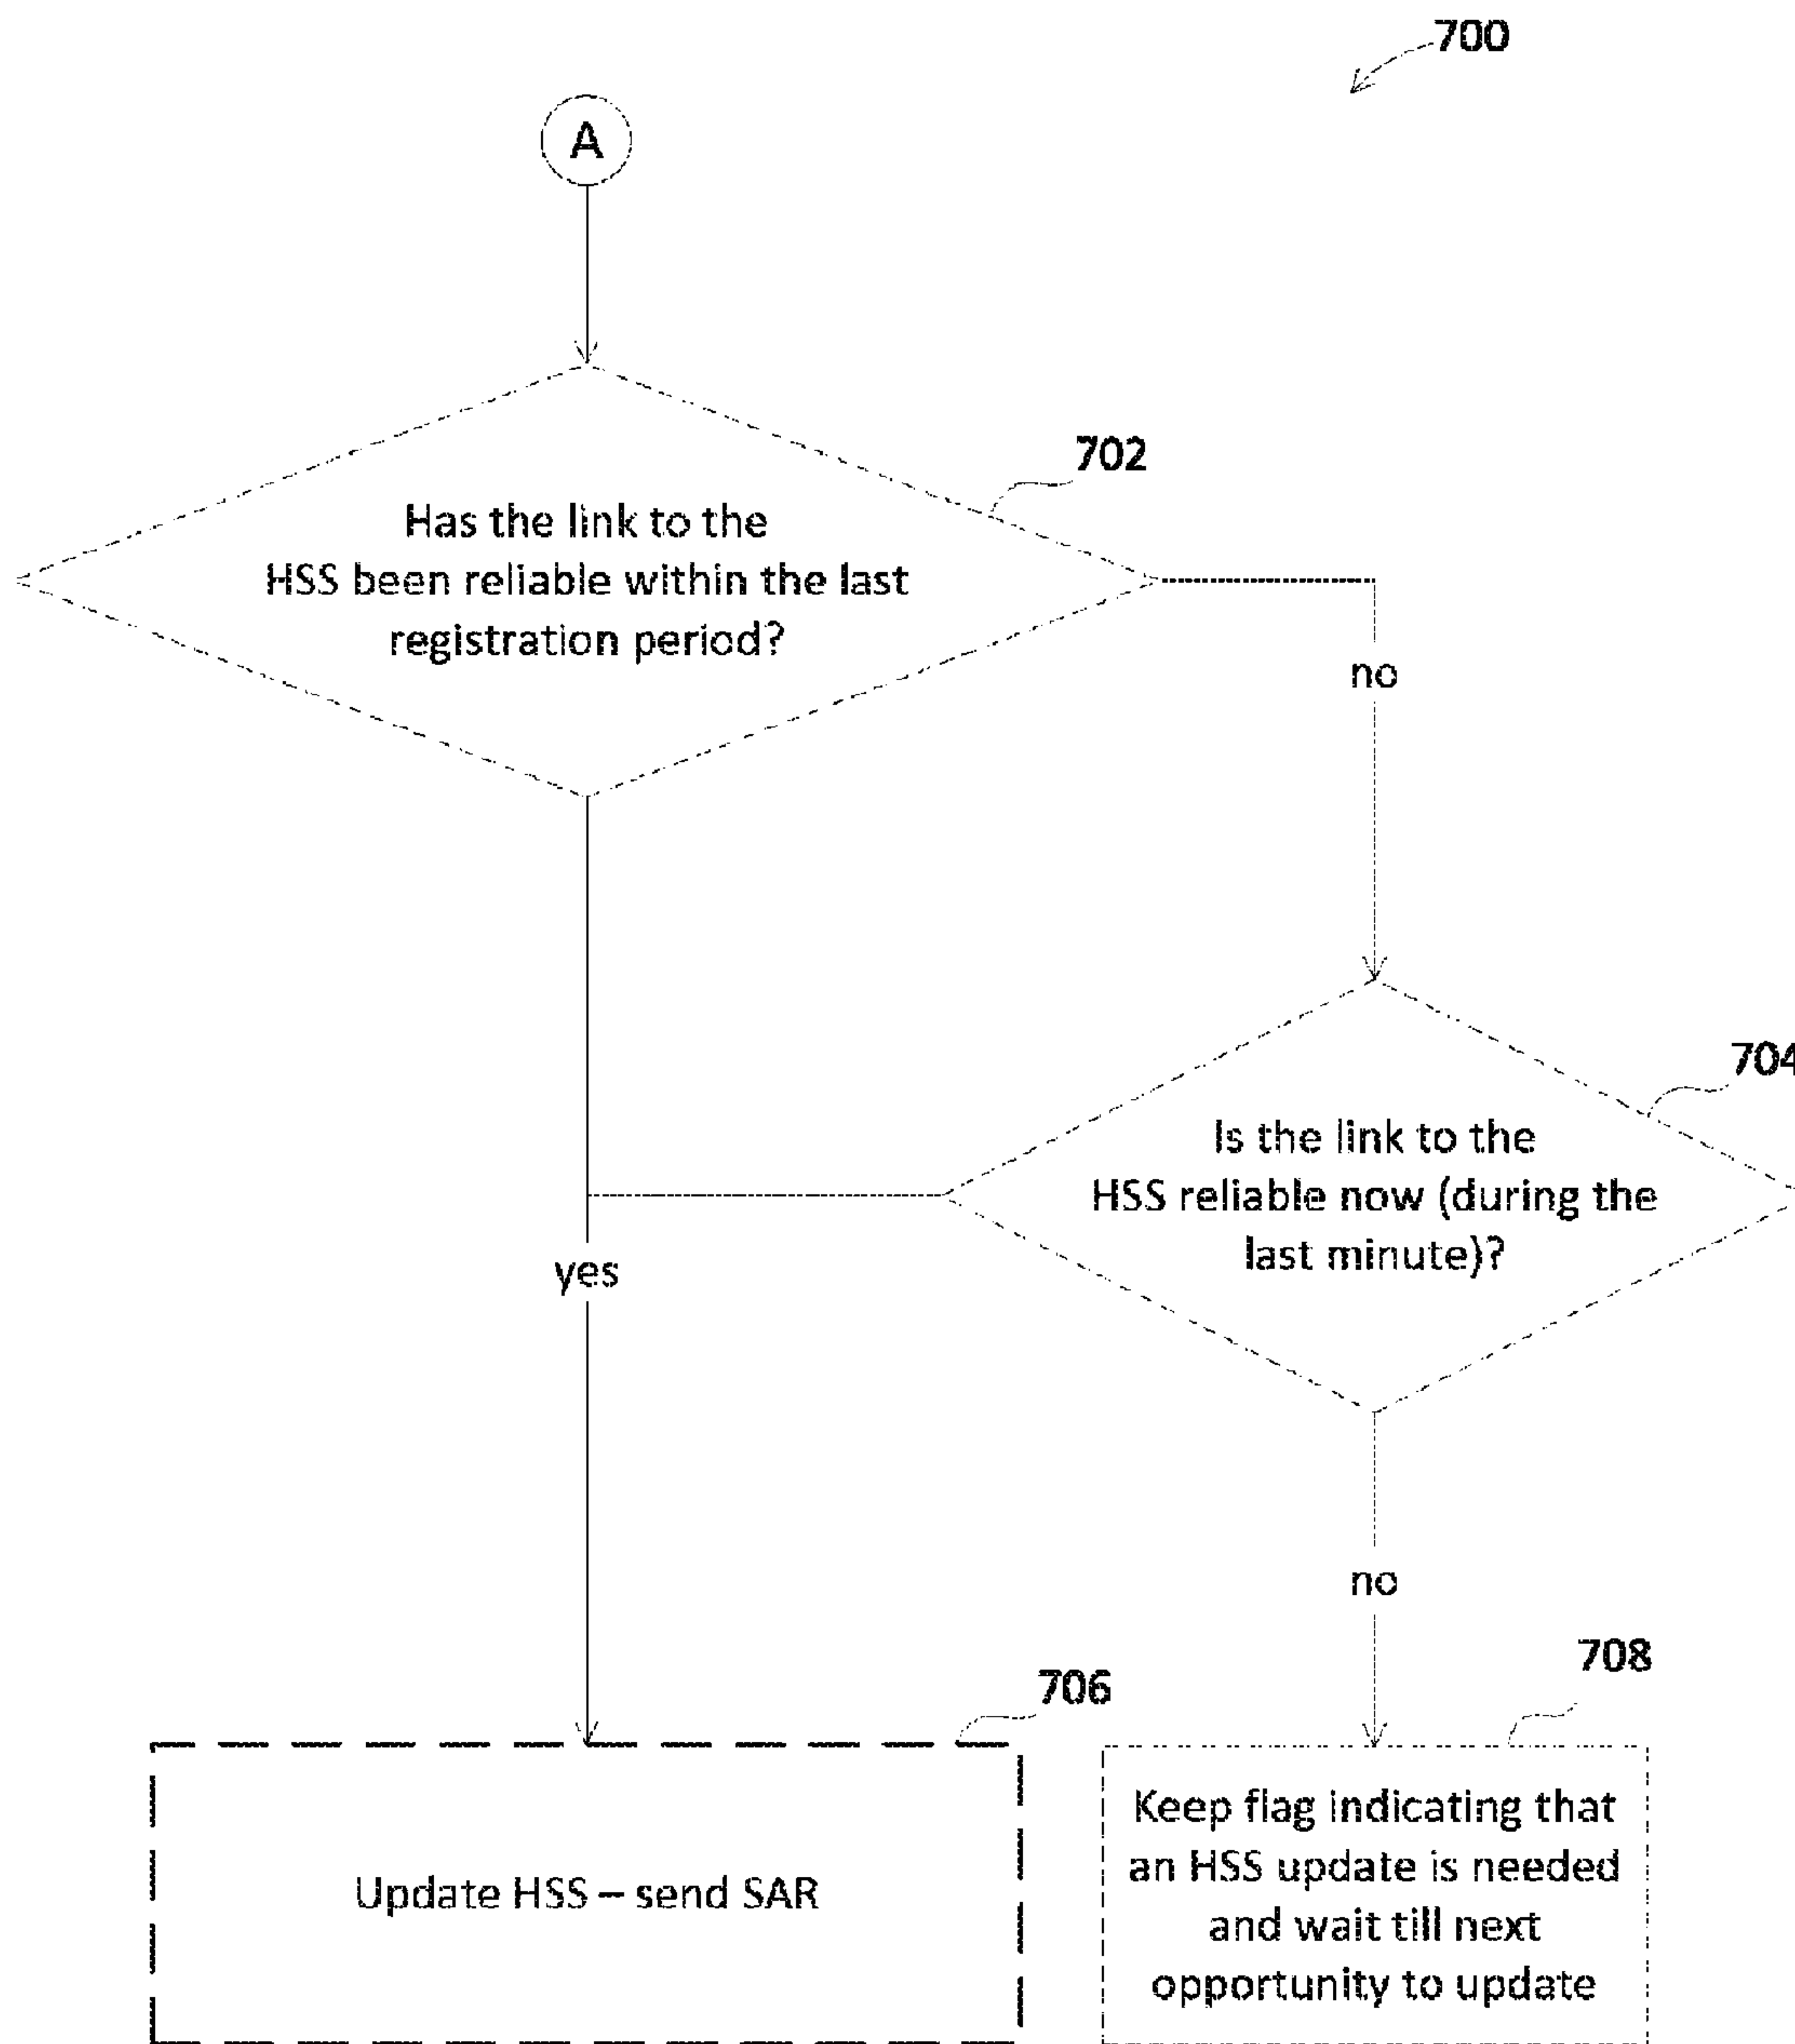 700
A
702
Has the link to the
HSS been reliable within the last
registration period?
no
704
Is the link to the
HSS reliable now (during the
last minute)?
yes
no
706
708
Update HSS – send SAR
Keep flag indicating that
an HSS update is needed
and wait till next
opportunity to update